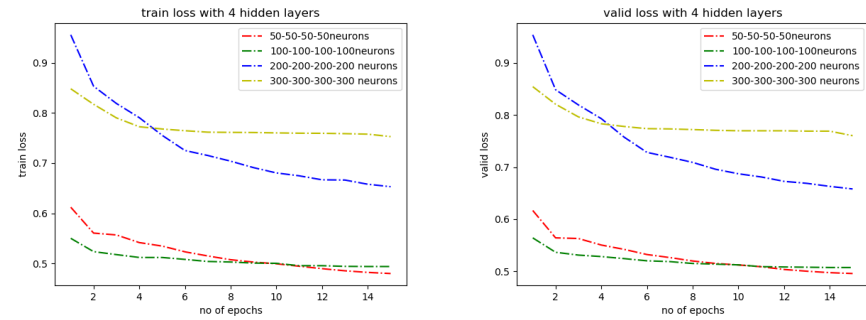 train loss with 4 hidden layers
50-50-50-50neurons
100-100-100-100neurons
200-200-200-200 neurons
300-300-300-300 neurons
train loss
0.9
0.8
0.7
0.6
0.5
2 4 6 8 10 12 14
no of epochs
valid loss with 4 hidden layers
50-50-50-50neurons
100-100-100-100neurons
200-200-200-200 neurons
300-300-300-300 neurons
valid loss
0.9
0.8
0.7
0.6
0.5
2 4 6 8 10 12 14
no of epochs